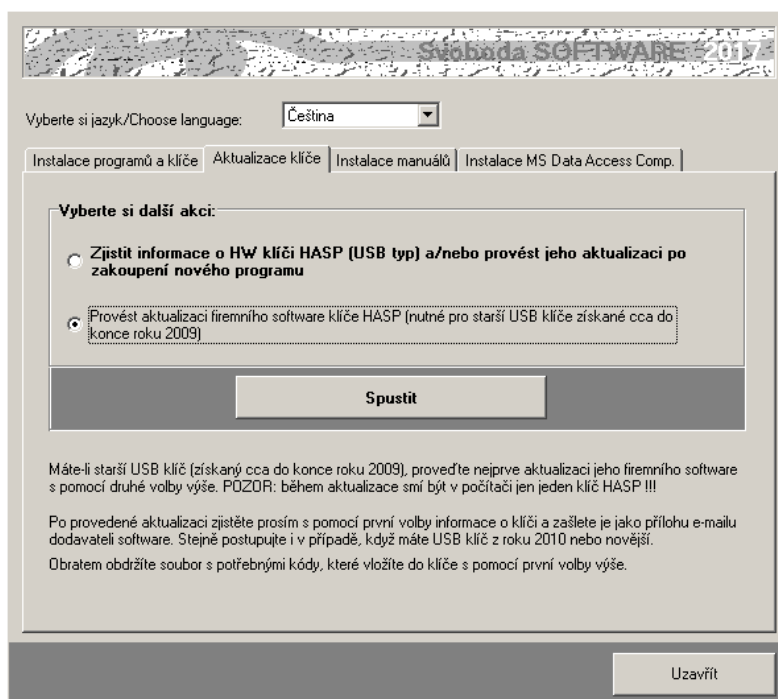 Svoboda SOFTWARE 2017
Vyberte si jazyk/Choose language:
Čeština
Instalace programů a klíče
Aktualizace klíče
Instalace manuálů
Instalace MS Data Access Comp.
Vyberte si další akci:
Zjistit informace o HW klíči HASP (USB typ) a/nebo provést jeho aktualizaci po
zakoupení nového programu
Provést aktualizaci firemního software klíče HASP (nutné pro starší USB klíče získané cca do
konce roku 2009)
Spustit
Máte-li starší USB klíč (získaný cca do konce roku 2009), proveďte nejprve aktualizaci jeho firemního software
s pomocí druhé volby výše. POZOR: během aktualizace smí být v počítači jen jeden klíč HASP !!!
Po provedené aktualizaci zjistěte prosím s pomocí první volby informace o klíči a zašlete je jako přílohu e-mailu
dodavateli software. Stejně postupujte i v případě, když máte USB klíč z roku 2010 nebo novější.
Obratem obdržíte soubor s potřebnými kódy, které vložíte do klíče s pomocí první volby výše.
Uzavřít